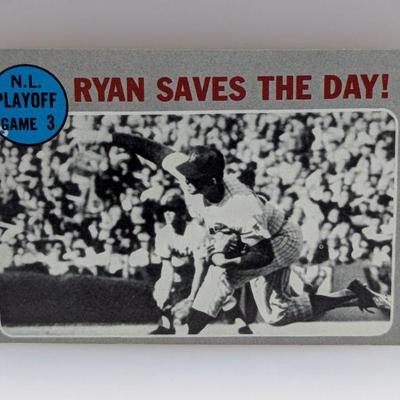 N.L.
PLAYOFF
GAME 3
RYAN SAVES THE DAY!